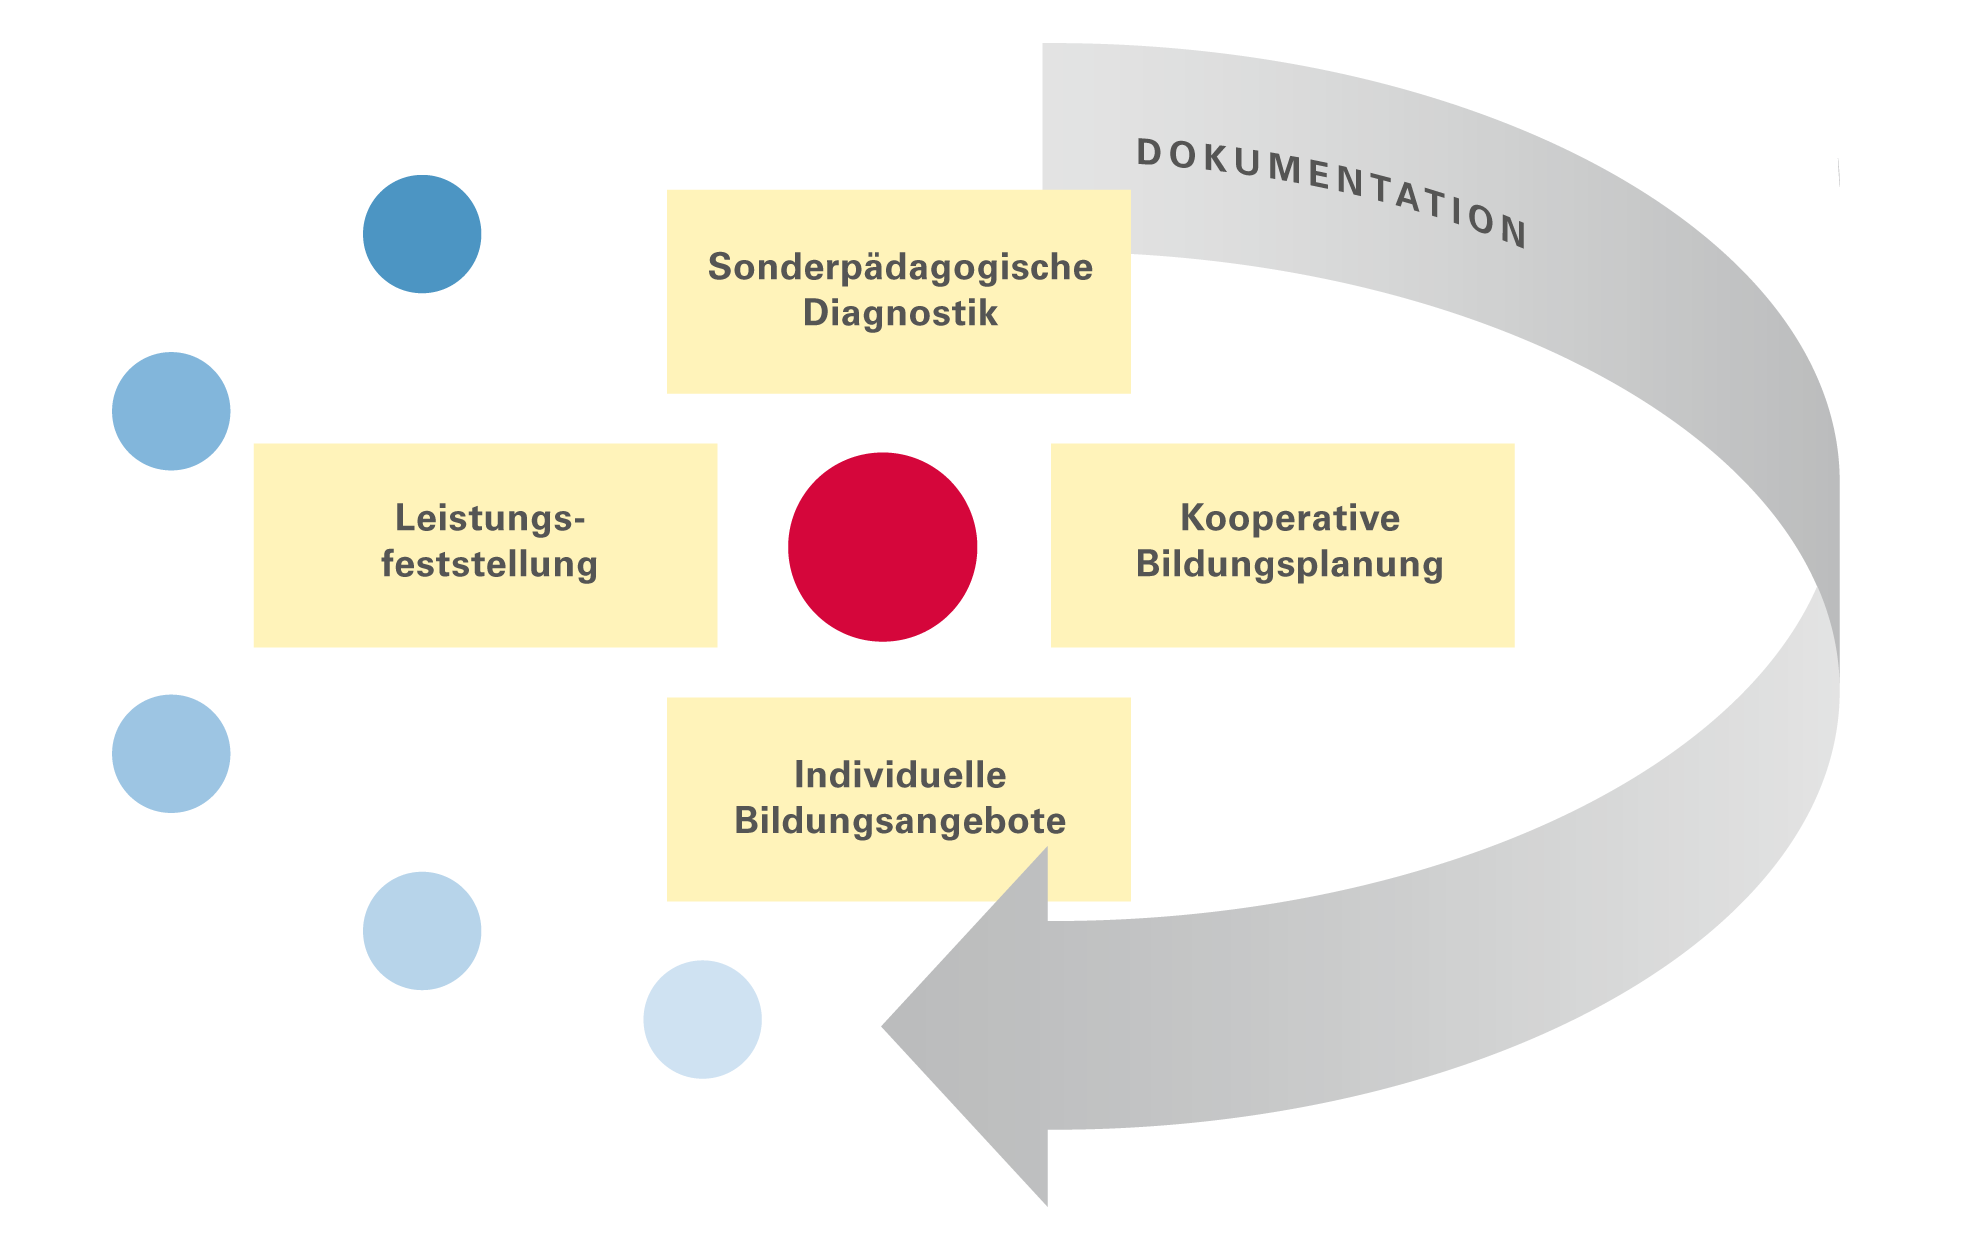 DOKUMENTATION
Sonderpädagogische
Diagnostik
Leistungs-
feststellung
Kooperative
Bildungsplanung
Individuelle
Bildungsangebote